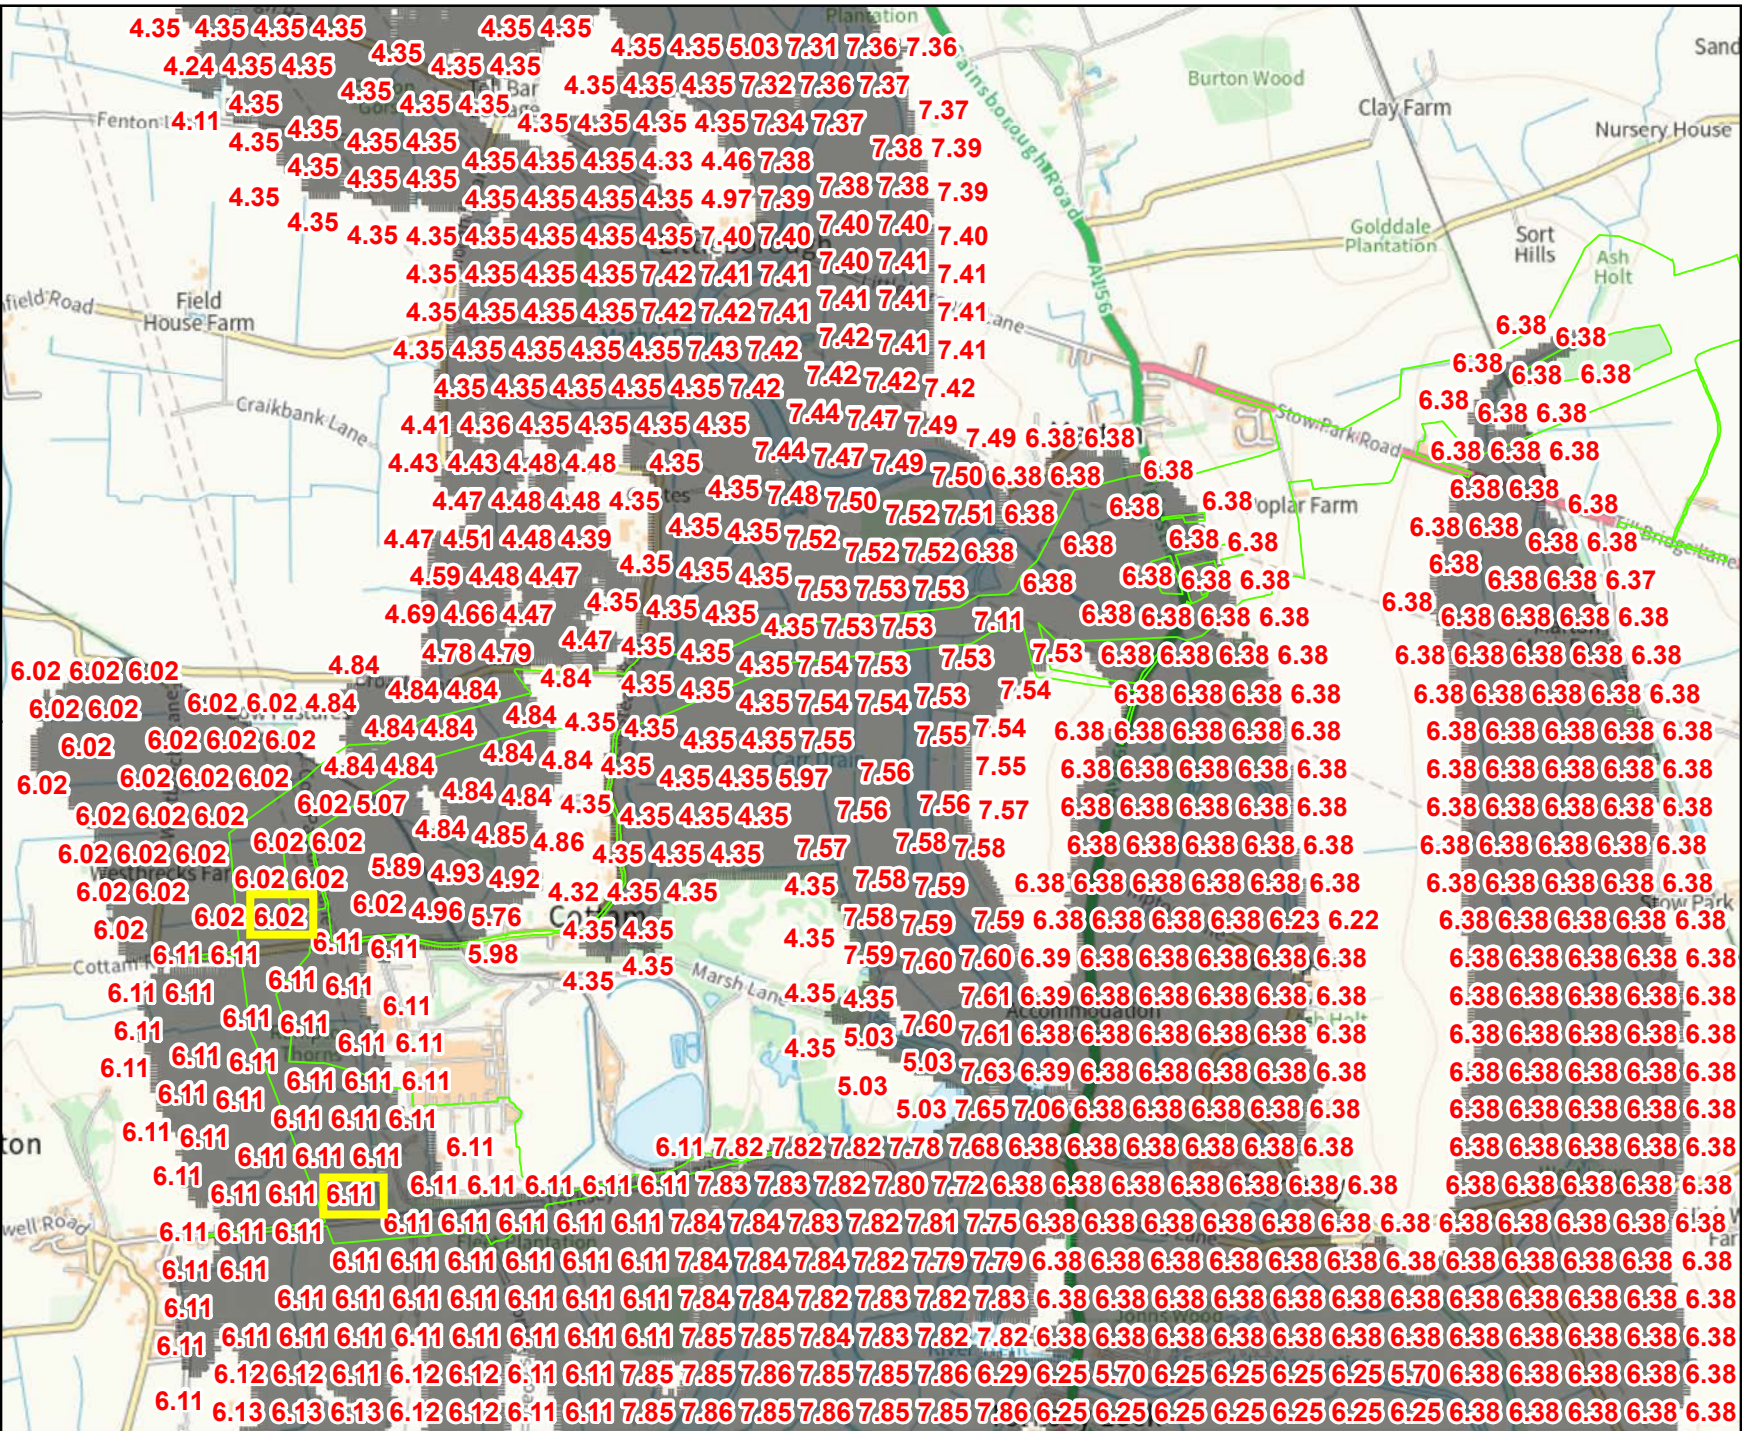 Plantation
4.35 4.35 4.35 4.35 4.35 4.35
4.35 4.35 5.03 7.31 7.36 7.36
Sand
4.24 4.35 4.35 4.35 4.35 4.35
Burton Wood
4.35 4.35 4.35 7.32 7.36 7.37
4.35 4.35 4.35 4.35
Clay Farm
7.37
Fenton L
4.11 4.35 4.35 4.35 4.35 4.35 7.34 7.37
Nursery House
Gainsborough Road
4.35 4.35 4.35
7.38 7.39
4.35 4.35 4.35 4.35 4.33 4.46 7.38
4.35 4.35
7.38 7.38 7.39
4.35 4.35 4.35 4.35 4.35 4.97 7.39
4.35
7.40 7.40
Golddale
Plantation
Sort
Hills
4.35 4.35 4.35 4.35 4.35 4.35 7.40 7.40 7.40
Littleborough
Ash
Holt
7.40 7.41
4.35 4.35 4.35 4.35 7.42 7.41 7.41 7.41
A156
nfield Road
Field
House Farm
7.41 7.41
4.35 4.35 4.35 4.35 7.42 7.42 7.41 7.41
Lane
6.38
7.42 7.41 6.38
4.35 4.35 4.35 4.35 4.35 7.43 7.42 7.41
6.38
7.42 7.42 7.42 6.38 6.38
4.35 4.35 4.35 4.35 4.35 7.42
Craikbank Lane
6.38
7.44 7.47 7.49 6.38 6.38
Stow Park Road
4.41 4.36 4.35 4.35 4.35 4.35
7.49 6.38 6.38
7.44 7.47 7.49 6.38 6.38 6.38
4.43 4.43 4.48 4.48 4.35
7.50 6.38 6.38 6.38
4.35 7.48 7.50 6.38 6.38
4.47 4.48 4.48 4.35
6.38 6.38 6.38
Poplar Farm
7.52 7.51 6.38
4.35 4.35 7.52 6.38 6.38
4.47 4.51 4.48 4.39
6.38 6.38 6.38 6.38 6.38
Till Bridge Lane
7.52 7.52 6.38
4.35 4.35 4.35 6.38
4.59 4.48 4.47
6.38 6.38 6.38 6.38 6.38 6.38 6.37
7.53 7.53 7.53
4.35 4.35 4.35 6.38
4.69 4.66 4.47 7.11 6.38 6.38 6.38 6.38 6.38 6.38 6.38 6.38
4.35 7.53 7.53
4.47 4.35 4.35
4.78 4.79 7.53 7.53 6.38 6.38 6.38 6.38 6.38 6.38 6.38 6.38 6.38
6.02 6.02 6.02 4.84 4.35 7.54 7.53
4.84 4.35 4.35
4.84 4.84 7.53 7.54 6.38 6.38 6.38 6.38 6.38 6.38 6.38 6.38 6.38
6.02 6.02 6.02 6.02 4.84 4.35 7.54 7.54
4.84 4.35 4.35
4.84 4.84 7.55 7.54 6.38 6.38 6.38 6.38 6.38 6.38 6.38 6.38 6.38 6.38
6.02 6.02 6.02 6.02 4.35 4.35 7.55
4.84 4.84 4.35
4.84 4.84 7.56 7.55 6.38 6.38 6.38 6.38 6.38 6.38 6.38 6.38 6.38 6.38
6.02 6.02 6.02 6.02 4.35 4.35 5.97
Carr Drain
4.84 4.84 4.35
6.02 5.07 7.56 7.56 7.57 6.38 6.38 6.38 6.38 6.38 6.38 6.38 6.38 6.38 6.38
6.02 6.02 6.02 4.35 4.35 4.35
4.84 4.85 4.86
6.02 6.02 7.57 7.58 7.58 6.38 6.38 6.38 6.38 6.38 6.38 6.38 6.38 6.38 6.38
6.02 6.02 6.02 4.35 4.35 4.35
5.89 4.93 4.92
Westbrecks Far
6.02 6.02 4.35 7.58 7.59 6.38 6.38 6.38 6.38 6.38 6.38 6.38 6.38 6.38 6.38 6.38
6.02 6.02 4.32 4.35 4.35
Stow Park
6.02 4.96 5.76
6.02 6.02 Cottam 7.58 7.59 7.59 6.38 6.38 6.38 6.38 6.23 6.22 6.38 6.38 6.38 6.38 6.38
6.02 4.35 4.35 4.35
6.11 6.11 6.11 6.11 5.98 7.59 7.60 7.60 6.39 6.38 6.38 6.38 6.38 6.38 6.38 6.38 6.38 6.38 6.38
Cottam R
4.35 4.35
Marsh Lane
6.11 6.11 6.11 6.11 6.11 4.35 4.35 7.61 6.39 6.38 6.38 6.38 6.38 6.38 6.38 6.38 6.38 6.38 6.38
Accommodation
6.11 6.11 6.11 7.60
6.11 6.11 5.03 7.61 6.38 6.38 6.38 6.38 6.38 6.38 6.38 6.38 6.38 6.38 6.38
Thorns
6.11 6.11 6.11 4.35 5.03
6.11 6.11 6.11 7.63 6.39 6.38 6.38 6.38 6.38 6.38 6.38 6.38 6.38 6.38 6.38
6.11 6.11 5.03
6.11 6.11 6.11 5.03 7.65 7.06 6.38 6.38 6.38 6.38 6.38 6.38 6.38 6.38 6.38 6.38
6.11 6.11
ton
6.11 6.11 6.11 6.11 6.11 7.82 7.82 7.82 7.78 7.68 6.38 6.38 6.38 6.38 6.38 6.38 6.38 6.38 6.38 6.38 6.38
6.11
6.11 6.11 6.11 6.11 6.11 6.11 6.11 6.11 7.83 7.83 7.82 7.80 7.72 6.38 6.38 6.38 6.38 6.38 6.38 6.38 6.38 6.38 6.38 6.38 6.38
well Road
6.11 6.11 6.11 6.11 6.11 6.11 6.11 6.11 7.84 7.84 7.83 7.82 7.81 7.75 6.38 6.38 6.38 6.38 6.38 6.38 6.38 6.38 6.38 6.38 6.38 6.38
Lane
Far
Plantation
6.11 6.11 6.11 6.11 6.11 6.11 6.11 6.11 7.84 7.84 7.84 7.82 7.79 7.79 6.38 6.38 6.38 6.38 6.38 6.38 6.38 6.38 6.38 6.38 6.38 6.38
6.11 6.11 6.11 6.11 6.11 6.11 6.11 6.11 7.84 7.84 7.82 7.83 7.82 7.83 6.38 6.38 6.38 6.38 6.38 6.38 6.38 6.38 6.38 6.38 6.38 6.38
Johns Wood
6.11 6.11 6.11 6.11 6.11 6.11 6.11 6.11 6.11 7.85 7.85 7.84 7.83 7.82 7.82 6.38 6.38 6.38 6.38 6.38 6.38 6.38 6.38 6.38 6.38 6.38 6.38
6.12 6.12 6.11 6.12 6.12 6.11 6.11 7.85 7.85 7.86 7.85 7.85 7.86 6.29 6.25 5.70 6.25 6.25 6.25 6.25 5.70 6.38 6.38 6.38 6.38 6.38
6.11 6.13 6.13 6.13 6.12 6.12 6.11 6.11 7.85 7.86 7.85 7.86 7.85 7.85 7.86 6.25 6.25 6.25 6.25 6.25 6.25 6.25 6.38 6.38 6.38 6.38 6.38